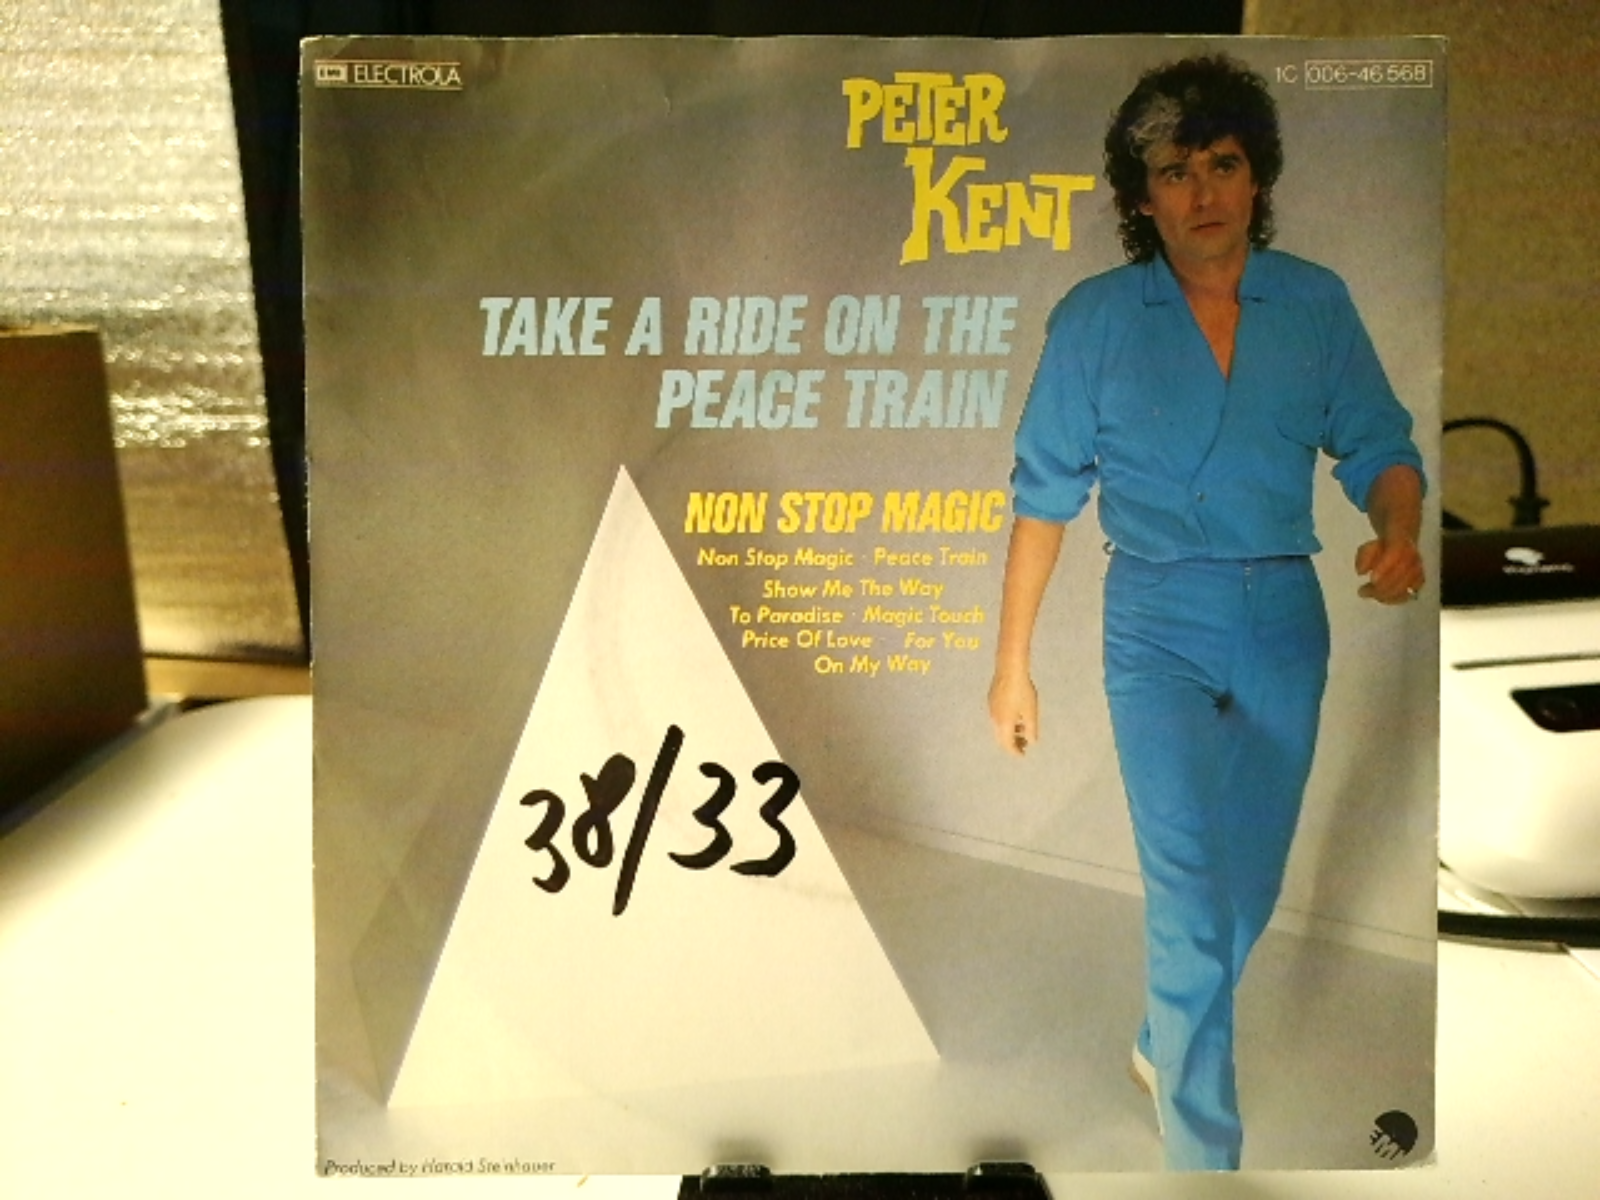 EMI ELECTROLA
1C 006-46 568
PETER
KENT
TAKE A RIDE ON THE
PEACE TRAIN
NON STOP MAGIC
Non Stop Magic · Peace Train
Show Me The Way
To Paradise · Magic Touch
Price Of Love · For You
On My Way
38/33
Produced by Harald Steinhauer
EMI